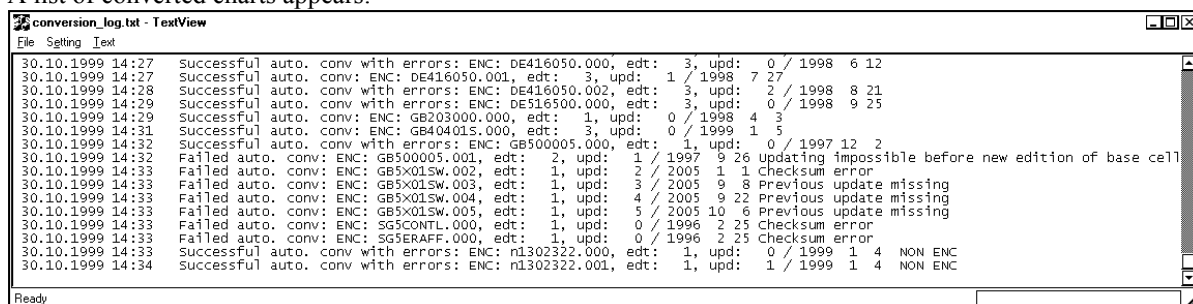 A list of converted charts appears.
conversion_log.txt - TextView
File Setting Text
30.10.1999 14:27 Successful auto. conv with errors: ENC: DE416050.000, edt: 3, upd: 0 / 1998 6 12
30.10.1999 14:27 Successful auto. conv: ENC: DE416050.001, edt: 3, upd: 1 / 1998 7 27
30.10.1999 14:28 Successful auto. conv with errors: ENC: DE416050.002, edt: 3, upd: 2 / 1998 8 21
30.10.1999 14:29 Successful auto. conv with errors: ENC: DE516500.000, edt: 3, upd: 0 / 1998 9 25
30.10.1999 14:29 Successful auto. conv: ENC: GB203000.000, edt: 1, upd: 0 / 1998 4 3
30.10.1999 14:31 Successful auto. conv: ENC: GB40401S.000, edt: 3, upd: 0 / 1999 1 5
30.10.1999 14:32 Successful auto. conv with errors: ENC: GB500005.000, edt: 1, upd: 0 / 1997 12 2
30.10.1999 14:32 Failed auto. conv: ENC: GB500005.001, edt: 2, upd: 1 / 1997 9 26 Updating impossible before new edition of base cell
30.10.1999 14:33 Failed auto. conv: ENC: GB5X01SW.002, edt: 1, upd: 2 / 2005 1 1 Checksum error
30.10.1999 14:33 Failed auto. conv: ENC: GB5X01SW.003, edt: 1, upd: 3 / 2005 9 8 Previous update missing
30.10.1999 14:33 Failed auto. conv: ENC: GB5X01SW.004, edt: 1, upd: 4 / 2005 9 22 Previous update missing
30.10.1999 14:33 Failed auto. conv: ENC: GB5X01SW.005, edt: 1, upd: 5 / 2005 10 6 Previous update missing
30.10.1999 14:33 Failed auto. conv: ENC: SG5CONTL.000, edt: 1, upd: 0 / 1996 2 25 Checksum error
30.10.1999 14:33 Failed auto. conv: ENC: SG5ERAFF.000, edt: 1, upd: 0 / 1996 2 25 Checksum error
30.10.1999 14:33 Successful auto. conv with errors: ENC: n1302322.000, edt: 1, upd: 0 / 1999 1 4 NON ENC
30.10.1999 14:34 Successful auto. conv with errors: ENC: n1302322.001, edt: 1, upd: 1 / 1999 1 4 NON ENC
Ready